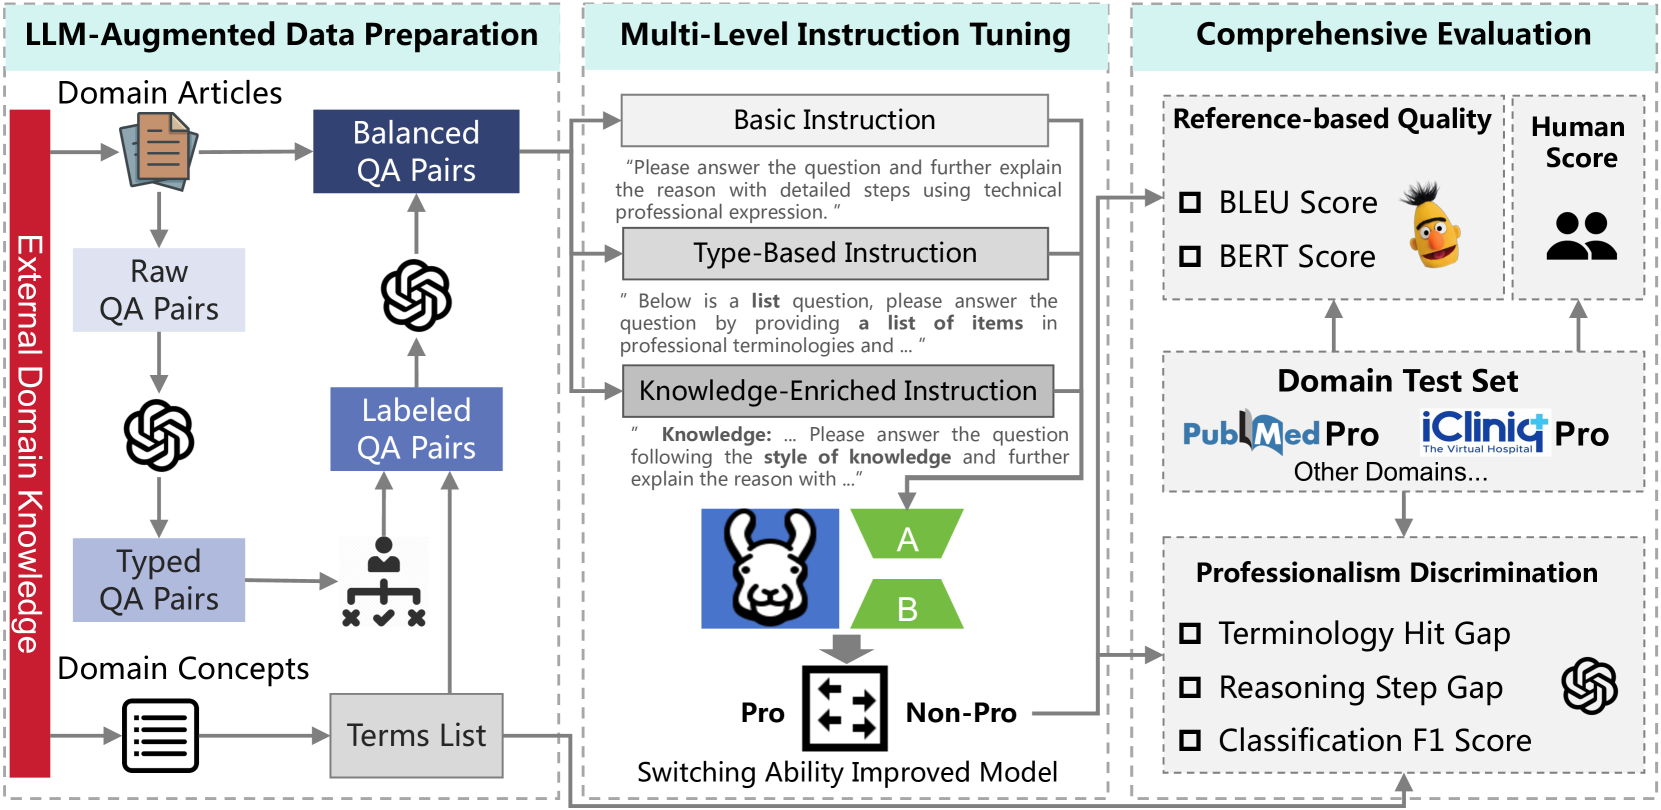 LLM-Augmented Data Preparation
Domain Articles
External Domain Knowledge
Balanced
QA Pairs
Raw
QA Pairs
Labeled
QA Pairs
Typed
QA Pairs
Domain Concepts
Terms List
Multi-Level Instruction Tuning
Basic Instruction
“Please answer the question and further explain
the reason with detailed steps using technical
professional expression. ”
Type-Based Instruction
” Below is a list question, please answer the
question by providing a list of items in
professional terminologies and ... ”
Knowledge-Enriched Instruction
“ Knowledge: ... Please answer the question
following the style of knowledge and further
explain the reason with ...”
A
B
Pro
Non-Pro
Switching Ability Improved Model
Comprehensive Evaluation
Reference-based Quality
BLEU Score
BERT Score
Human
Score
Domain Test Set
PubMed Pro
iCliniq Pro
The Virtual Hospital
Other Domains...
Professionalism Discrimination
Terminology Hit Gap
Reasoning Step Gap
Classification F1 Score